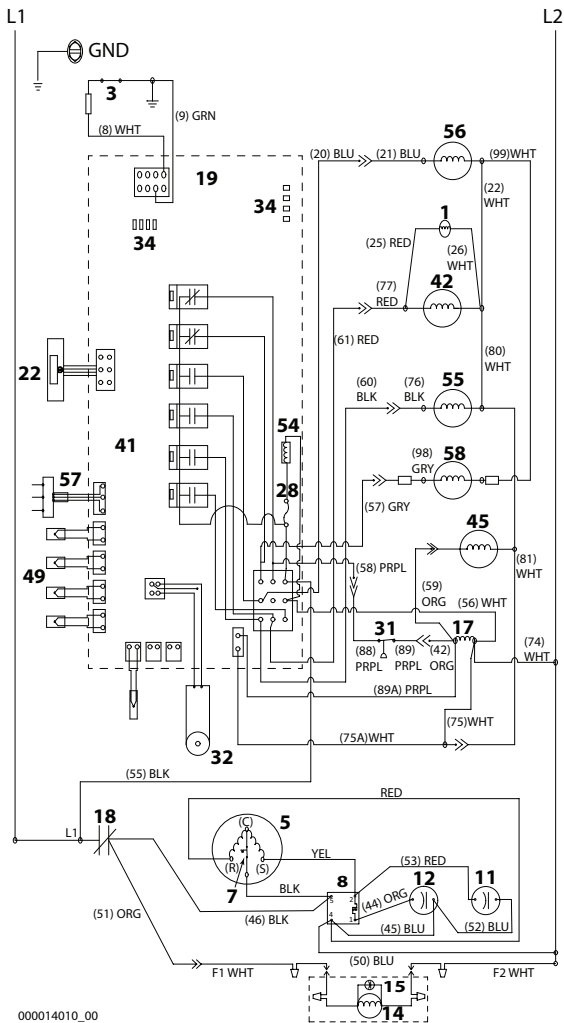 L1 L2
GND
3
(9) GRN
(8) WHT
19
34
34
(20) BLU (21) BLU 56 (99)WHT
(22)
WHT
1
(25) RED (26)
WHT
(77)
RED
42
(61) RED
(80)
WHT
22
(60)
BLK
(76)
BLK
55
41
54
(98)
GRY
58
57
28
(57) GRY
45
49
(58) PRPL
(59)
ORG
(81)
WHT
(56) WHT
31
17
(88)
PRPL
(89)
PRPL
(42)
ORG
(74)
WHT
(89A) PRPL
(75)WHT
(75A)WHT
32
(55) BLK
RED
18
L1
(C)
5
(R) (S)
YEL
7
BLK
8
5 2
4 1
(53) RED
12 11
(44) ORG
(51) ORG
(46) BLK
(45) BLU (52) BLU
(50) BLU
F1 WHT F2 WHT
15
14
000014010_00